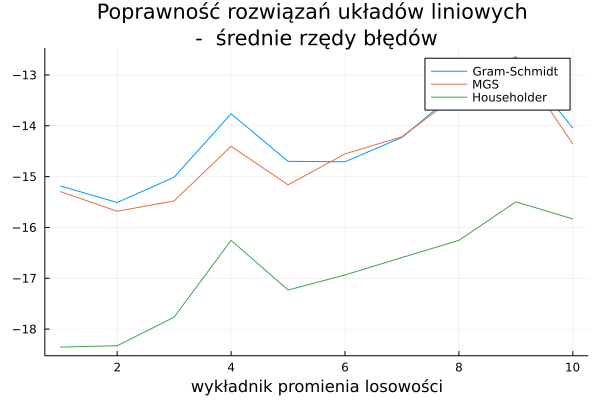 Poprawność rozwiązań układów liniowych
- średnie rzędy błędów
Gram-Schmidt
MGS
Householder
−13
−14
−15
−16
−17
−18
2 4 6 8 10
wykładnik promienia losowości